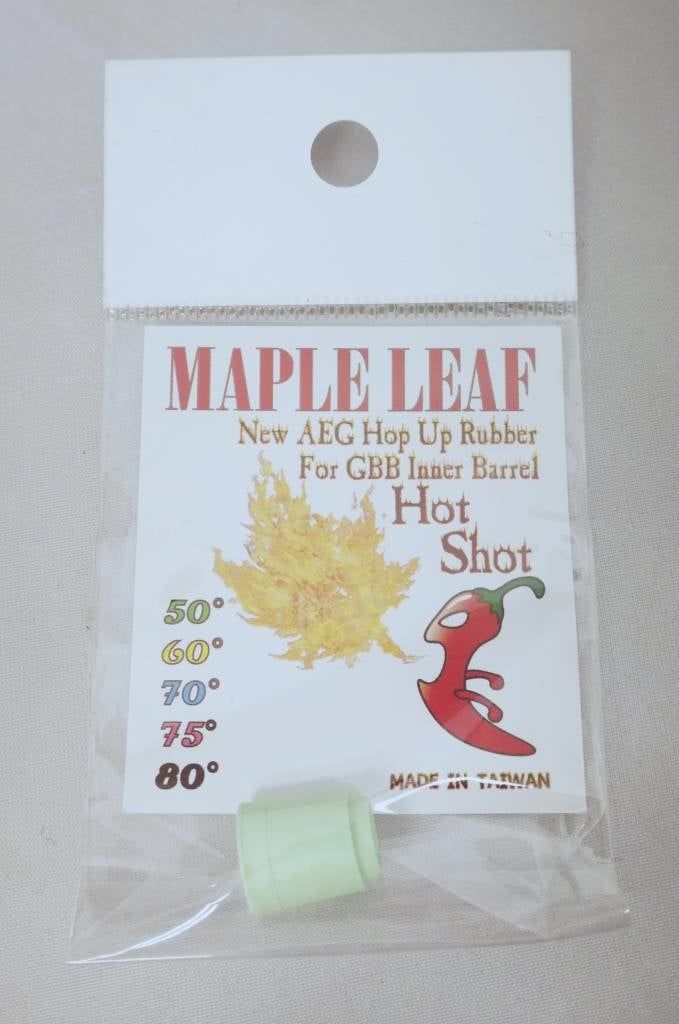 MAPLE LEAF
New AEG Hop Up Rubber
For GBB Inner Barrel
Hot
Shot
50°
60°
70°
75°
80°
MADE IN TAIWAN